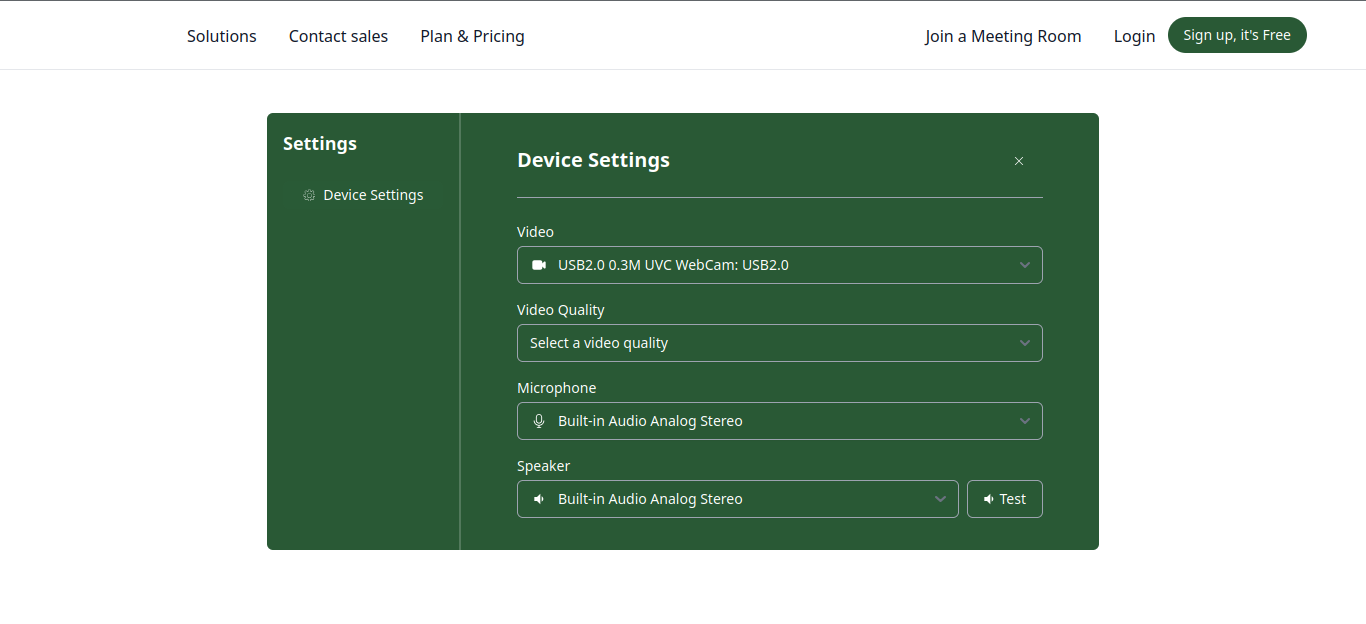 Solutions Contact sales Plan & Pricing Join a Meeting Room Login Sign up, it's Free
Settings
Device Settings
Device Settings
Video
USB2.0 0.3M UVC WebCam: USB2.0
Video Quality
Select a video quality
Microphone
Built-in Audio Analog Stereo
Speaker
Built-in Audio Analog Stereo Test